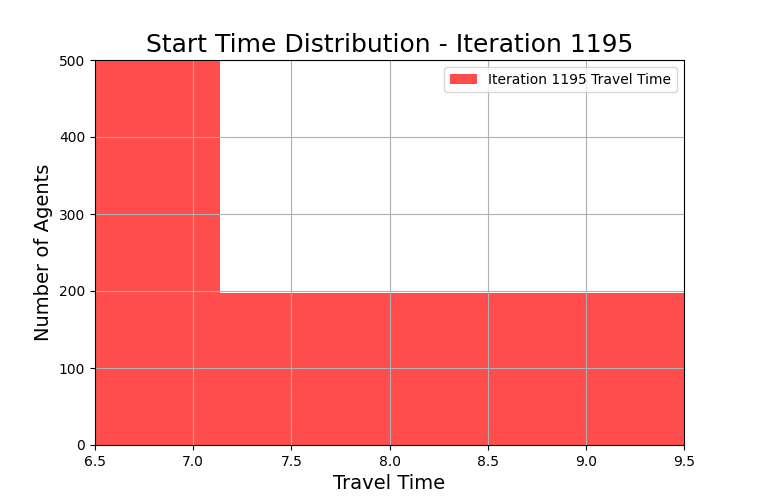 Start Time Distribution - Iteration 1195
Iteration 1195 Travel Time
Number of Agents
500
400
300
200
100
0
6.5 7.0 7.5 8.0 8.5 9.0 9.5
Travel Time